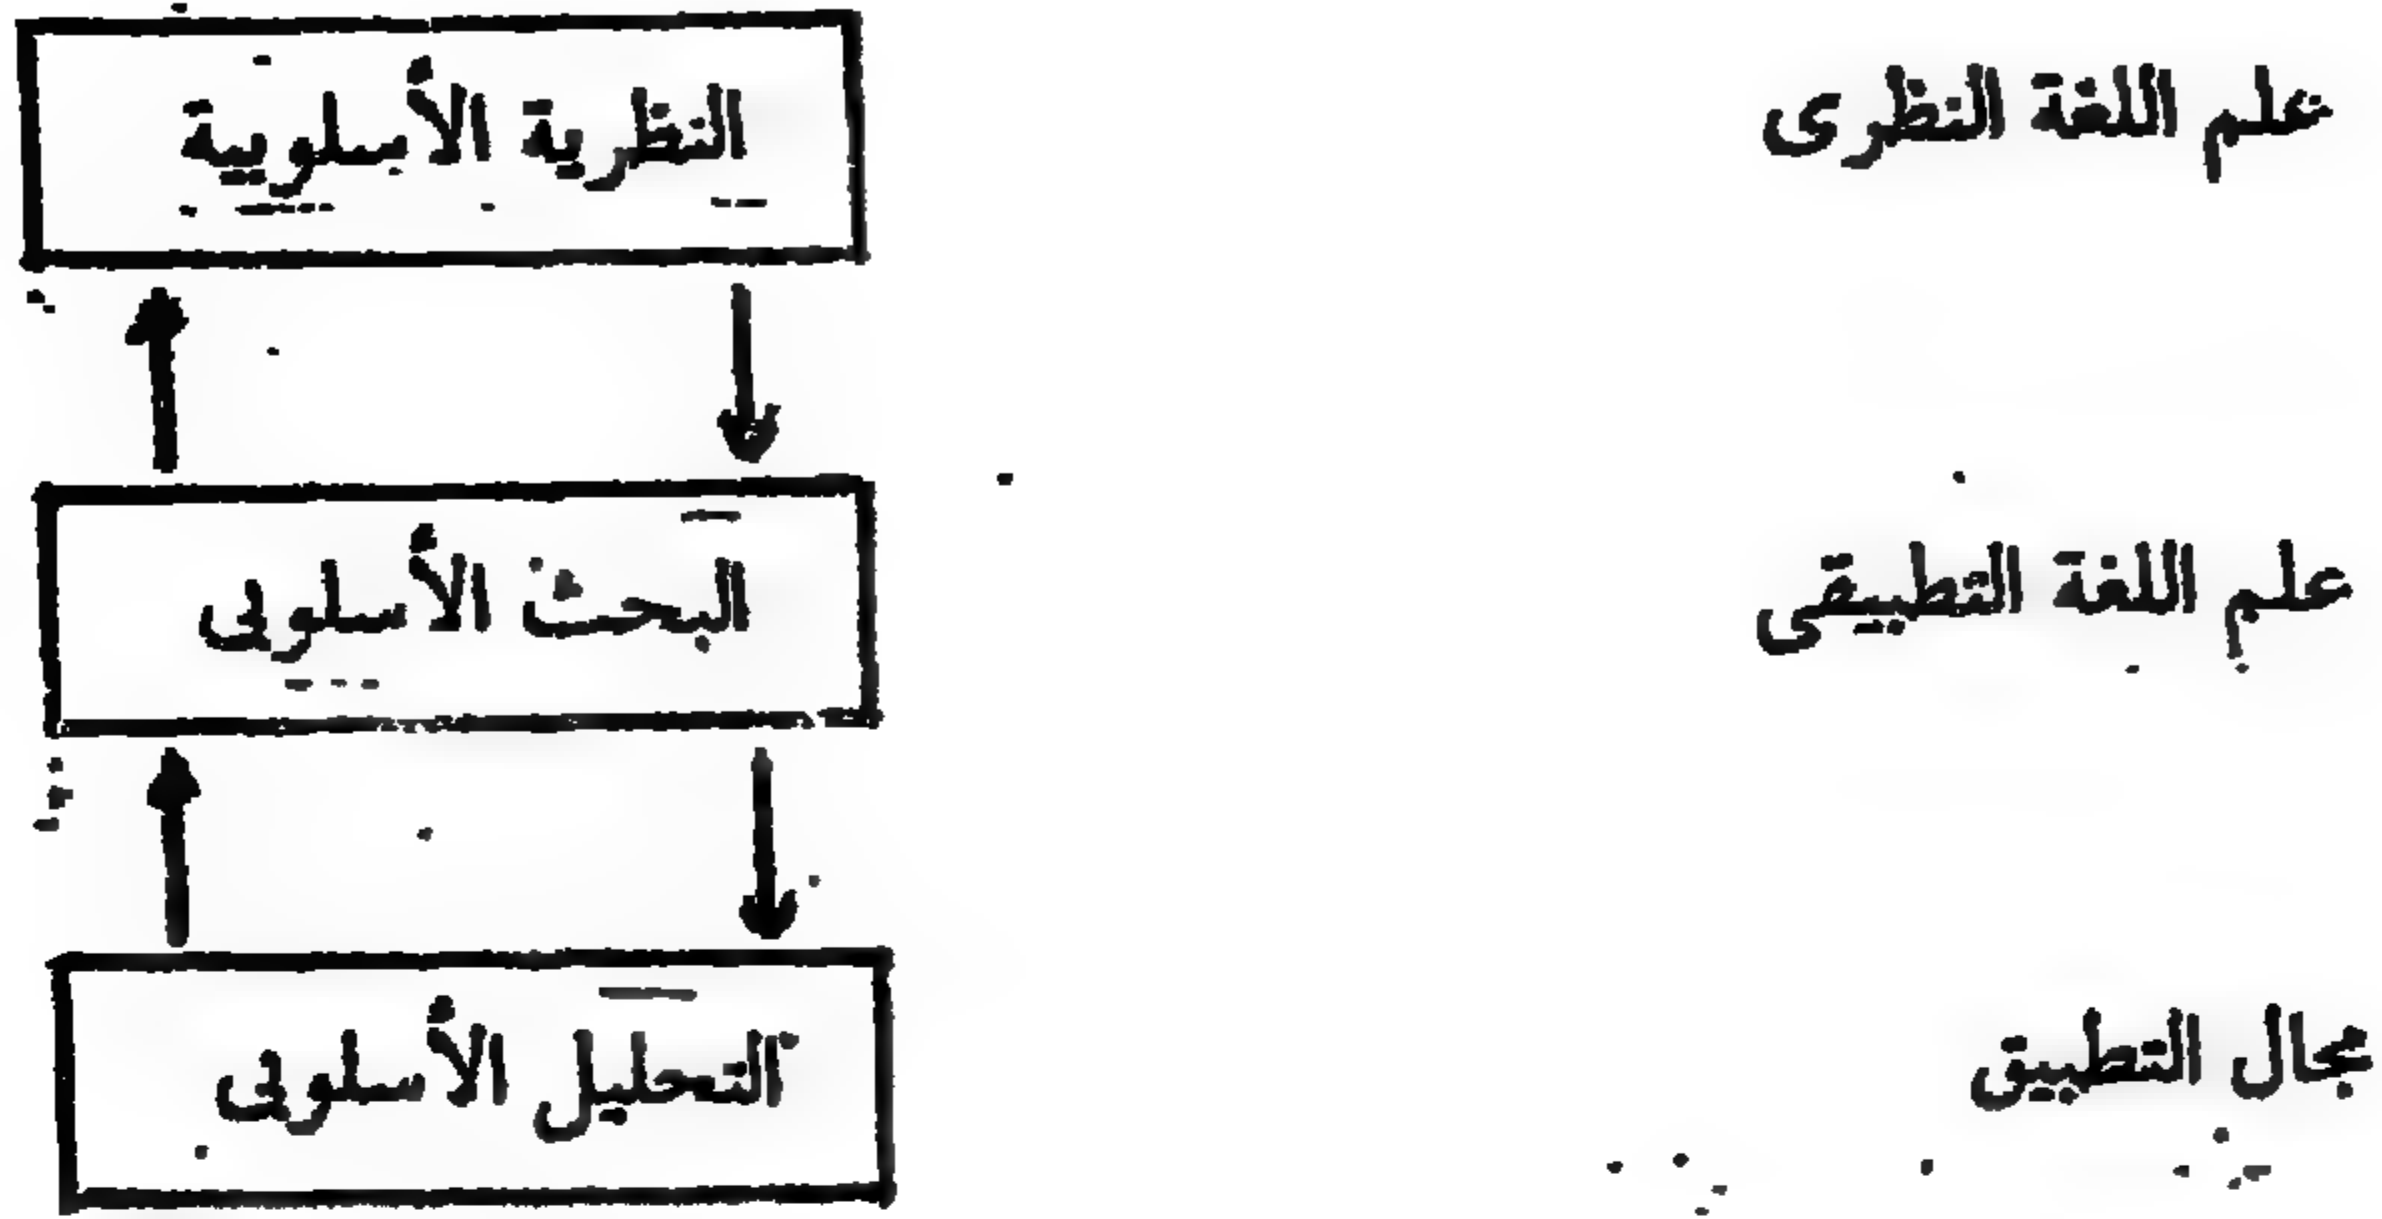 علم اللغة النظرى
النظرية الأسلوبية
علم اللغة التطبيقى
البحث الأسلوبى
مجال التطبيق
التحليل الأسلوبى